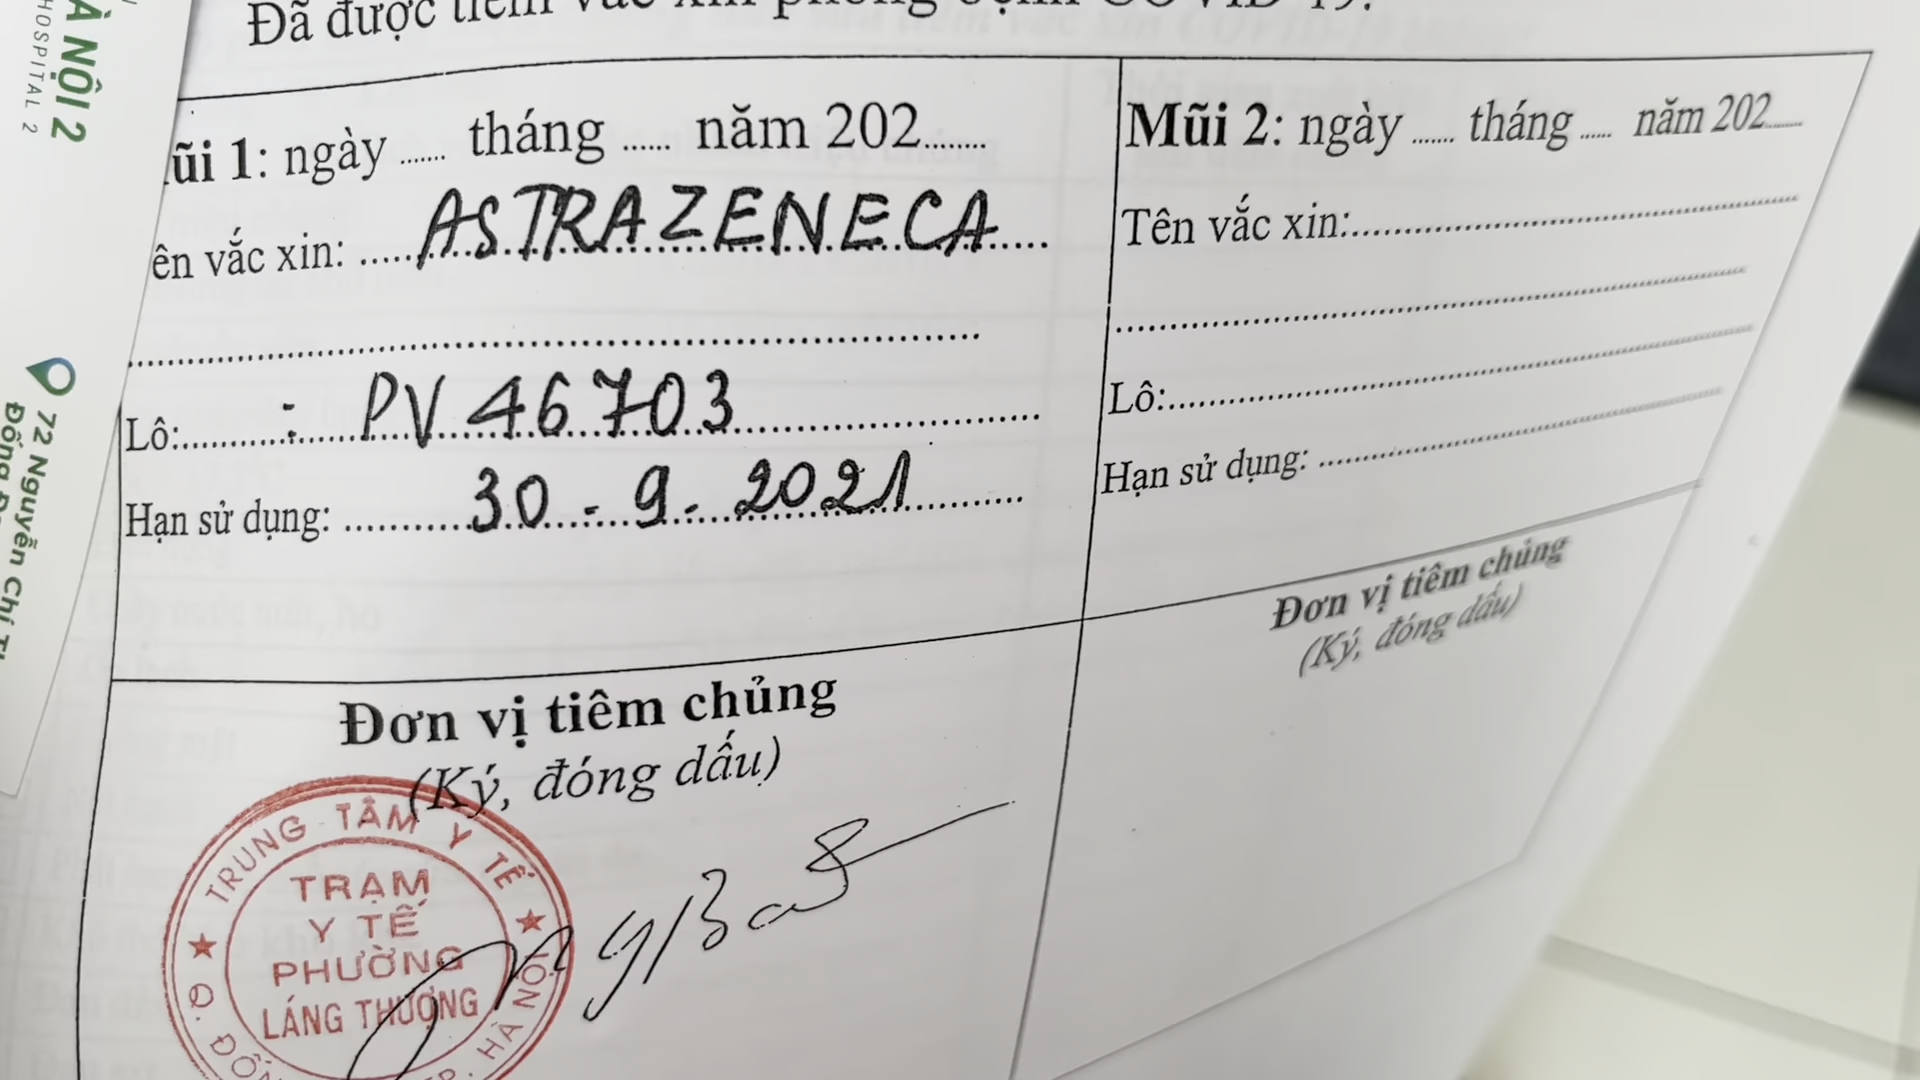 Đã được tiêm vắc xin phòng bệnh COVID-19:
À NỘI 2
HOSPITAL 2
72 Nguyễn Chí T
ũi 1: ngày ....... tháng ...... năm 202........
ên vắc xin: .....ASTRAZENECA.....
Lô:..........: PV 46703
Hạn sử dụng: 30 - 9 - 2021
Đơn vị tiêm chủng
(Ký, đóng dấu)
TRUNG TÂM Y TẾ
TRẠM
Y TẾ
PHƯỜNG
LÁNG THƯỢNG
HÀ NỘI
Mũi 2: ngày ...... tháng ..... năm 202......
Tên vắc xin:...............
Lô:...............
Hạn sử dụng: ...............
Đơn vị tiêm chủng
(Ký, đóng dấu)